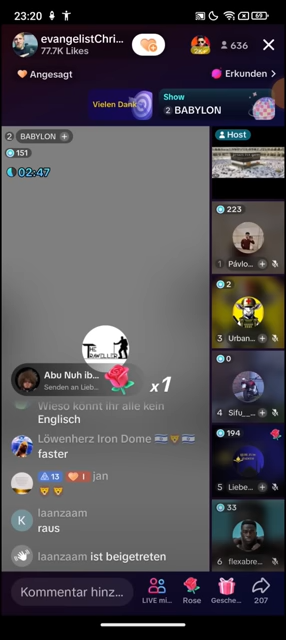 23:20
69
evangelistChri...
77.7K Likes
636
Angesagt
Erkunden >
Vielen Dank
Show
2 BABYLON
2 BABYLON +
151
02:47
Host
223
1 Pávlo...
2
3 Urban...
0
4 Sifu__...
194
5 Liebe...
33
6 flexabre...
THE TRAVELLER
Abu Nuh ib...
Senden an Lieb...
x1
Wieso könnt ihr alle kein
Englisch
Löwenherz Iron Dome 🇮🇱🦁🇮🇱
faster
13 1 jan
🦁🦁
K laanzaam
raus
laanzaam ist beigetreten
Kommentar hinz...
LIVE mi...
Rose
Gesche...
207